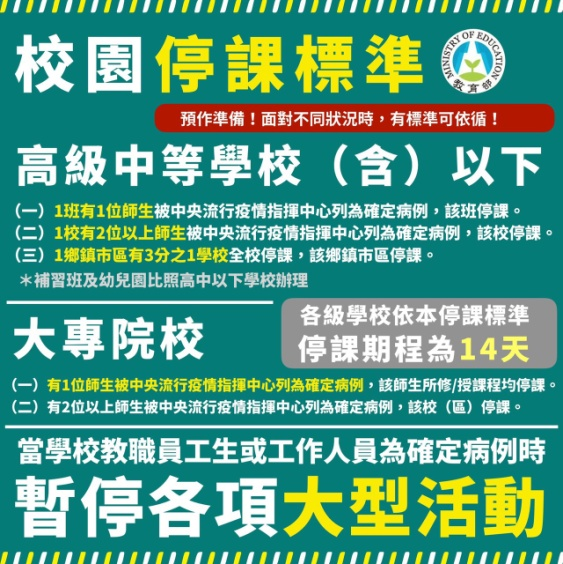 校園停課標準
MINISTRY OF EDUCATION
教育部
預作準備！面對不同狀況時，有標準可依循！
高級中等學校（含）以下
（一）1班有1位師生被中央流行疫情指揮中心列為確定病例，該班停課。
（二）1校有2位以上師生被中央流行疫情指揮中心列為確定病例，該校停課。
（三）1鄉鎮市區有3分之1學校全校停課，該鄉鎮市區停課。
＊補習班及幼兒園比照高中以下學校辦理
大專院校
各級學校依本停課標準
停課期程為14天
（一）有1位師生被中央流行疫情指揮中心列為確定病例，該師生所修/授課程均停課。
（二）有2位以上師生被中央流行疫情指揮中心列為確定病例，該校（區）停課。
當學校教職員工生或工作人員為確定病例時
暫停各項大型活動